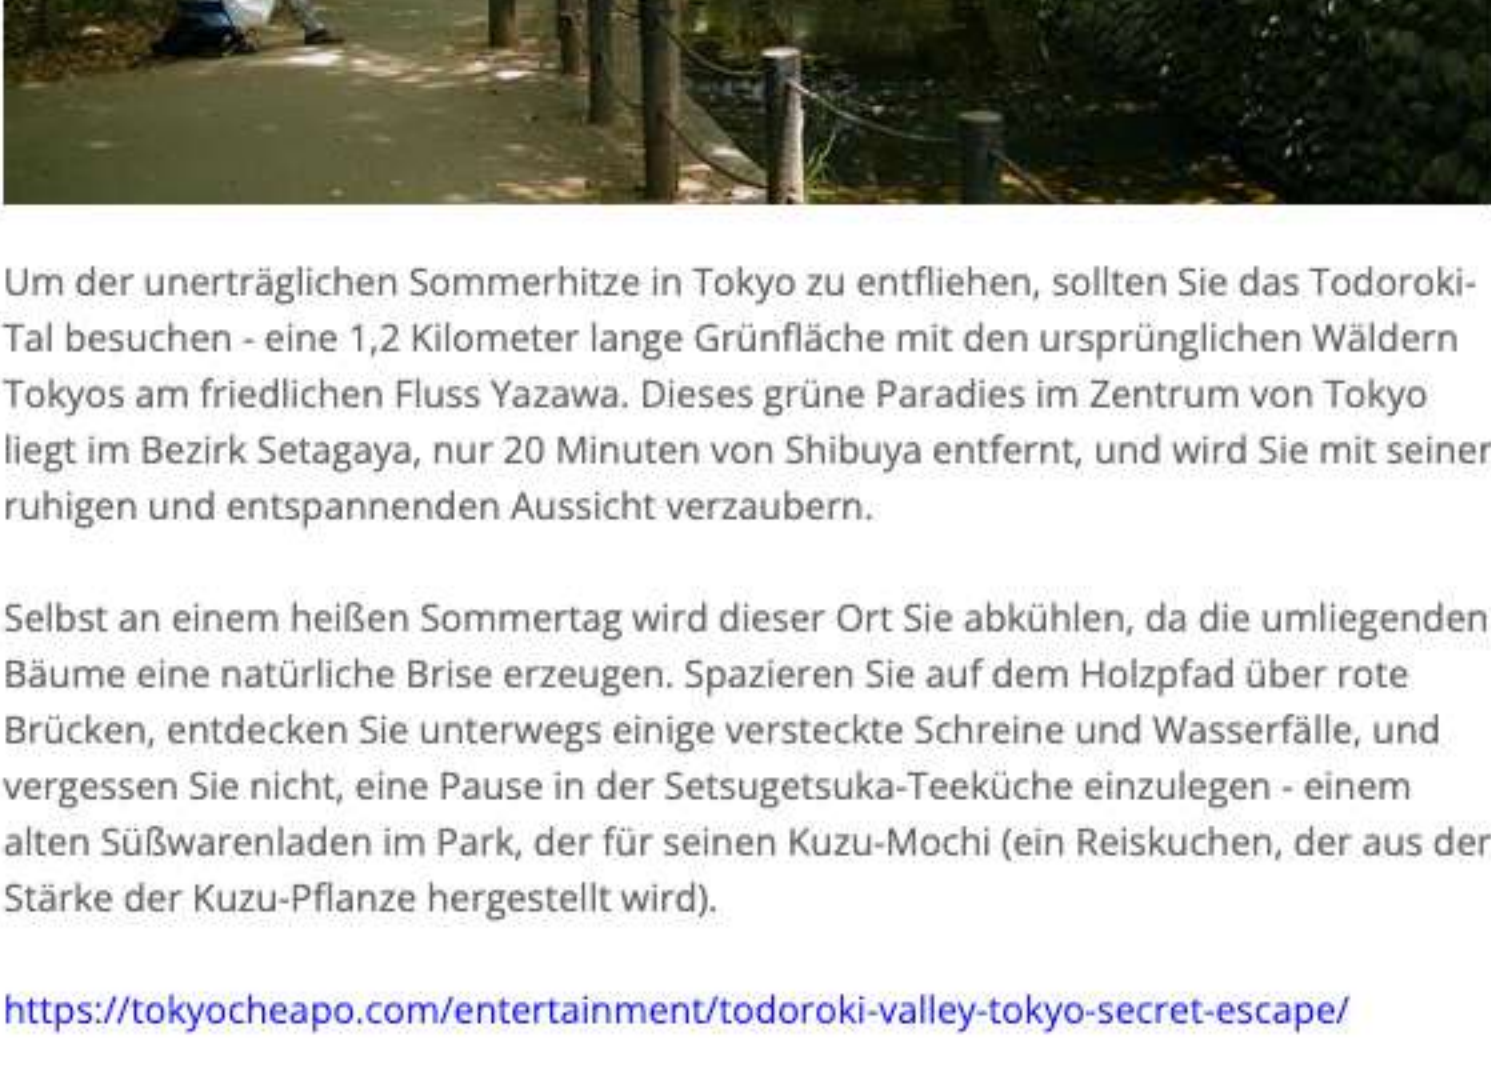 Um der unerträglichen Sommerhitze in Tokyo zu entfliehen, sollten Sie das Todoroki-
Tal besuchen - eine 1,2 Kilometer lange Grünfläche mit den ursprünglichen Wäldern
Tokyos am friedlichen Fluss Yazawa. Dieses grüne Paradies im Zentrum von Tokyo
liegt im Bezirk Setagaya, nur 20 Minuten von Shibuya entfernt, und wird Sie mit seiner
ruhigen und entspannenden Aussicht verzaubern.
Selbst an einem heißen Sommertag wird dieser Ort Sie abkühlen, da die umliegenden
Bäume eine natürliche Brise erzeugen. Spazieren Sie auf dem Holzpfad über rote
Brücken, entdecken Sie unterwegs einige versteckte Schreine und Wasserfälle, und
vergessen Sie nicht, eine Pause in der Setsugetsuka-Teeküche einzulegen - einem
alten Süßwarenladen im Park, der für seinen Kuzu-Mochi (ein Reiskuchen, der aus der
Stärke der Kuzu-Pflanze hergestellt wird).
https://tokyocheapo.com/entertainment/todoroki-valley-tokyo-secret-escape/